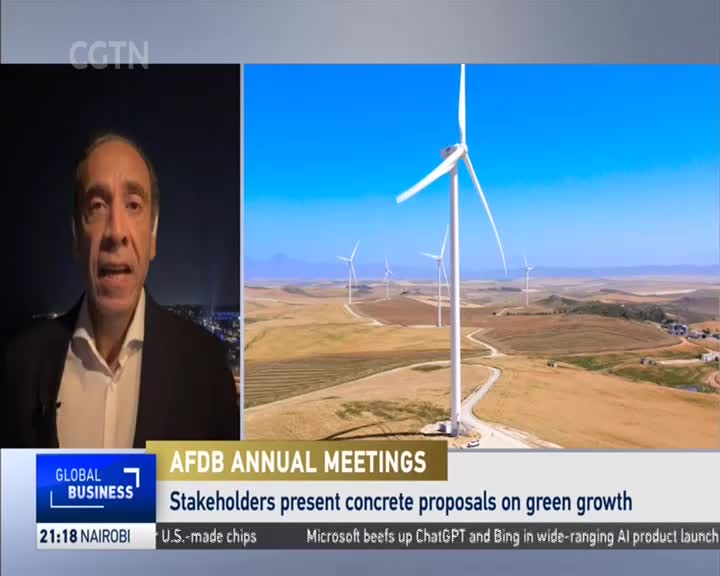 CGTN
AFDB ANNUAL MEETINGS
GLOBAL
BUSINESS
Stakeholders present concrete proposals on green growth
21:18 NAIROBI
U.S.-made chips Microsoft beefs up ChatGPT and Bing in wide-ranging AI product launch